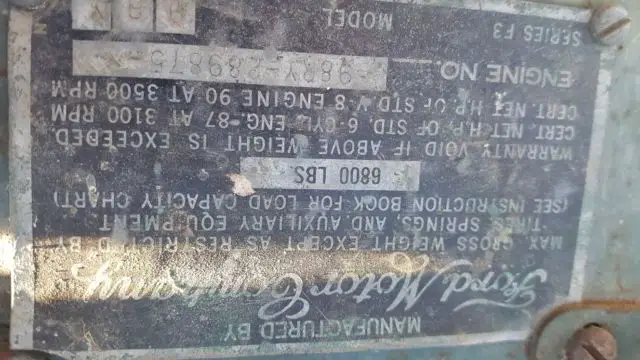 MANUFACTURED BY
Ford Motor Company
MAX. GROSS WEIGHT EXCEPT AS RESTRICTED BY
TIRES, SPRINGS, AND AUXILIARY EQUIPMENT
(SEE INSTRUCTION BOOK FOR LOAD CAPACITY CHART)
6800 LBS
WARRANTY VOID IF ABOVE WEIGHT IS EXCEEDED.
CERT. NET H.P. OF STD. 6 CYL. ENG.-87 AT 3100 RPM
CERT. NET H.P. OF STD. V-8 ENGINE 90 AT 3500 RPM
ENGINE NO. 98RY-289875
SERIES F3 MODEL